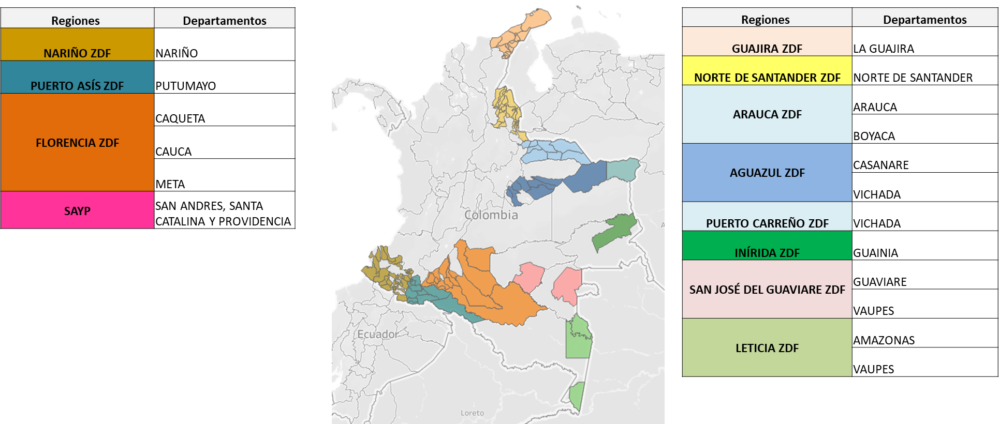 Regiones Departamentos
NARIÑO ZDF NARIÑO
PUERTO ASÍS ZDF PUTUMAYO
FLORENCIA ZDF
CAQUETA
CAUCA
META
SAYP
SAN ANDRES, SANTA
CATALINA Y PROVIDENCIA
Colombia
Ecuador
Loreto
A
Regiones Departamentos
GUAJIRA ZDF LA GUAJIRA
NORTE DE SANTANDER ZDF NORTE DE SANTANDER
ARAUCA ZDF
ARAUCA
BOYACA
AGUAZUL ZDF
CASANARE
VICHADA
PUERTO CARREÑO ZDF VICHADA
INÍRIDA ZDF GUAINIA
SAN JOSÉ DEL GUAVIARE ZDF
GUAVIARE
VAUPES
LETICIA ZDF
AMAZONAS
VAUPES